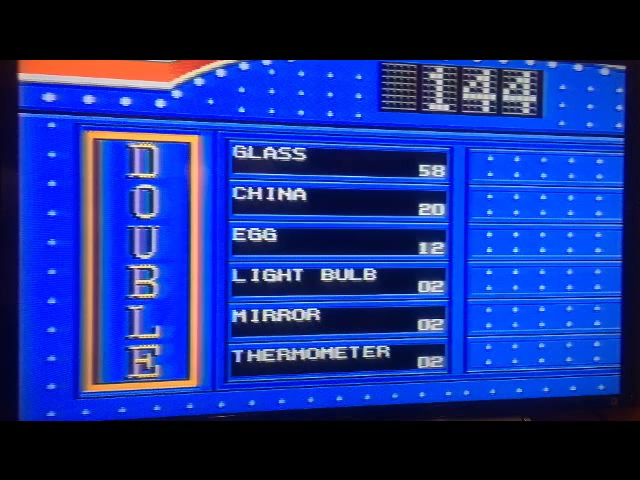 144
DOUBLE
GLASS
58
CHINA
20
EGG
12
LIGHT BULB
02
MIRROR
02
THERMOMETER
02